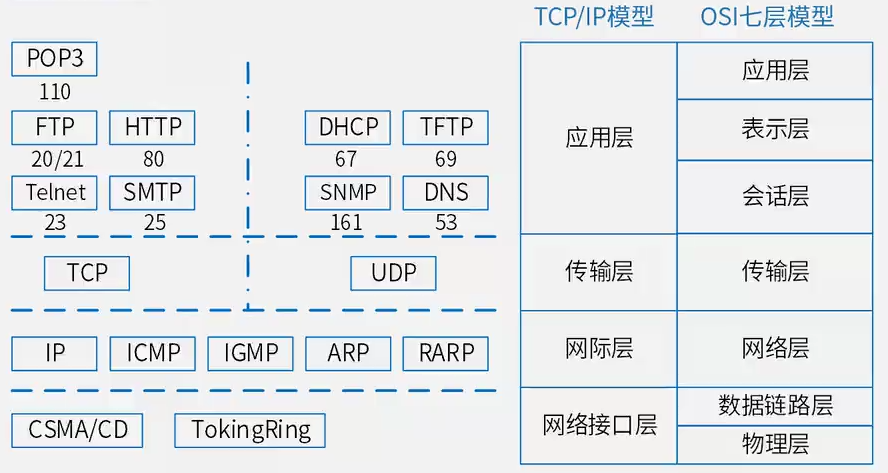 TCP/IP模型 OSI七层模型
POP3
110
FTP HTTP DHCP TFTP
20/21 80 67 69
Telnet SMTP SNMP DNS
23 25 161 53
TCP UDP
IP ICMP IGMP ARP RARP
CSMA/CD TokingRing
应用层
传输层
网际层
网络接口层
应用层
表示层
会话层
传输层
网络层
数据链路层
物理层